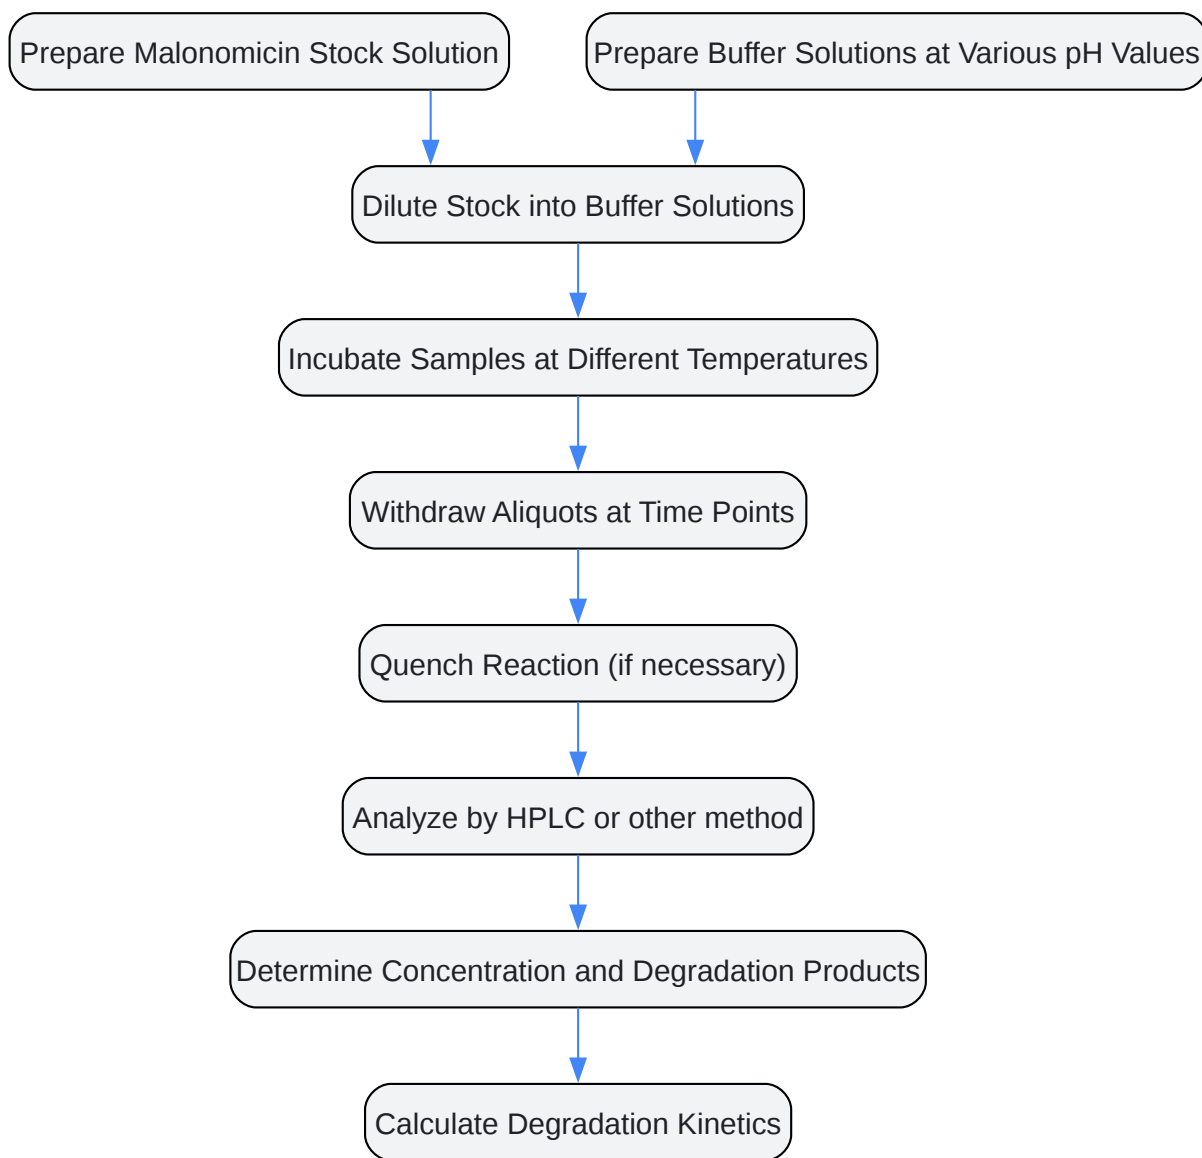 Prepare Malonomicin Stock Solution
Prepare Buffer Solutions at Various pH Values
Dilute Stock into Buffer Solutions
Incubate Samples at Different Temperatures
Withdraw Aliquots at Time Points
Quench Reaction (if necessary)
Analyze by HPLC or other method
Determine Concentration and Degradation Products
Calculate Degradation Kinetics